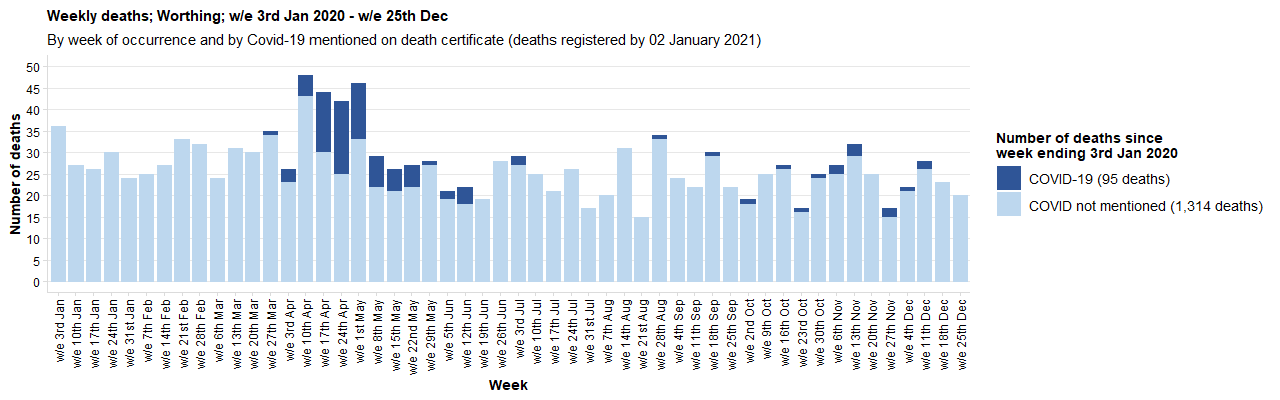 Weekly deaths; Worthing; w/e 3rd Jan 2020 - w/e 25th Dec
By week of occurrence and by Covid-19 mentioned on death certificate (deaths registered by 02 January 2021)
Number of deaths
50
45
40
35
30
25
20
15
10
5
0
w/e 3rd Jan
w/e 10th Jan
w/e 17th Jan
w/e 24th Jan
w/e 31st Jan
w/e 7th Feb
w/e 14th Feb
w/e 21st Feb
w/e 28th Feb
w/e 6th Mar
w/e 13th Mar
w/e 20th Mar
w/e 27th Mar
w/e 3rd Apr
w/e 10th Apr
w/e 17th Apr
w/e 24th Apr
w/e 1st May
w/e 8th May
w/e 15th May
w/e 22nd May
w/e 29th May
w/e 5th Jun
w/e 12th Jun
w/e 19th Jun
w/e 26th Jun
w/e 3rd Jul
w/e 10th Jul
w/e 17th Jul
w/e 24th Jul
w/e 31st Jul
w/e 7th Aug
w/e 14th Aug
w/e 21st Aug
w/e 28th Aug
w/e 4th Sep
w/e 11th Sep
w/e 18th Sep
w/e 25th Sep
w/e 2nd Oct
w/e 9th Oct
w/e 16th Oct
w/e 23rd Oct
w/e 30th Oct
w/e 6th Nov
w/e 13th Nov
w/e 20th Nov
w/e 27th Nov
w/e 4th Dec
w/e 11th Dec
w/e 18th Dec
w/e 25th Dec
Week
Number of deaths since
week ending 3rd Jan 2020
COVID-19 (95 deaths)
COVID not mentioned (1,314 deaths)